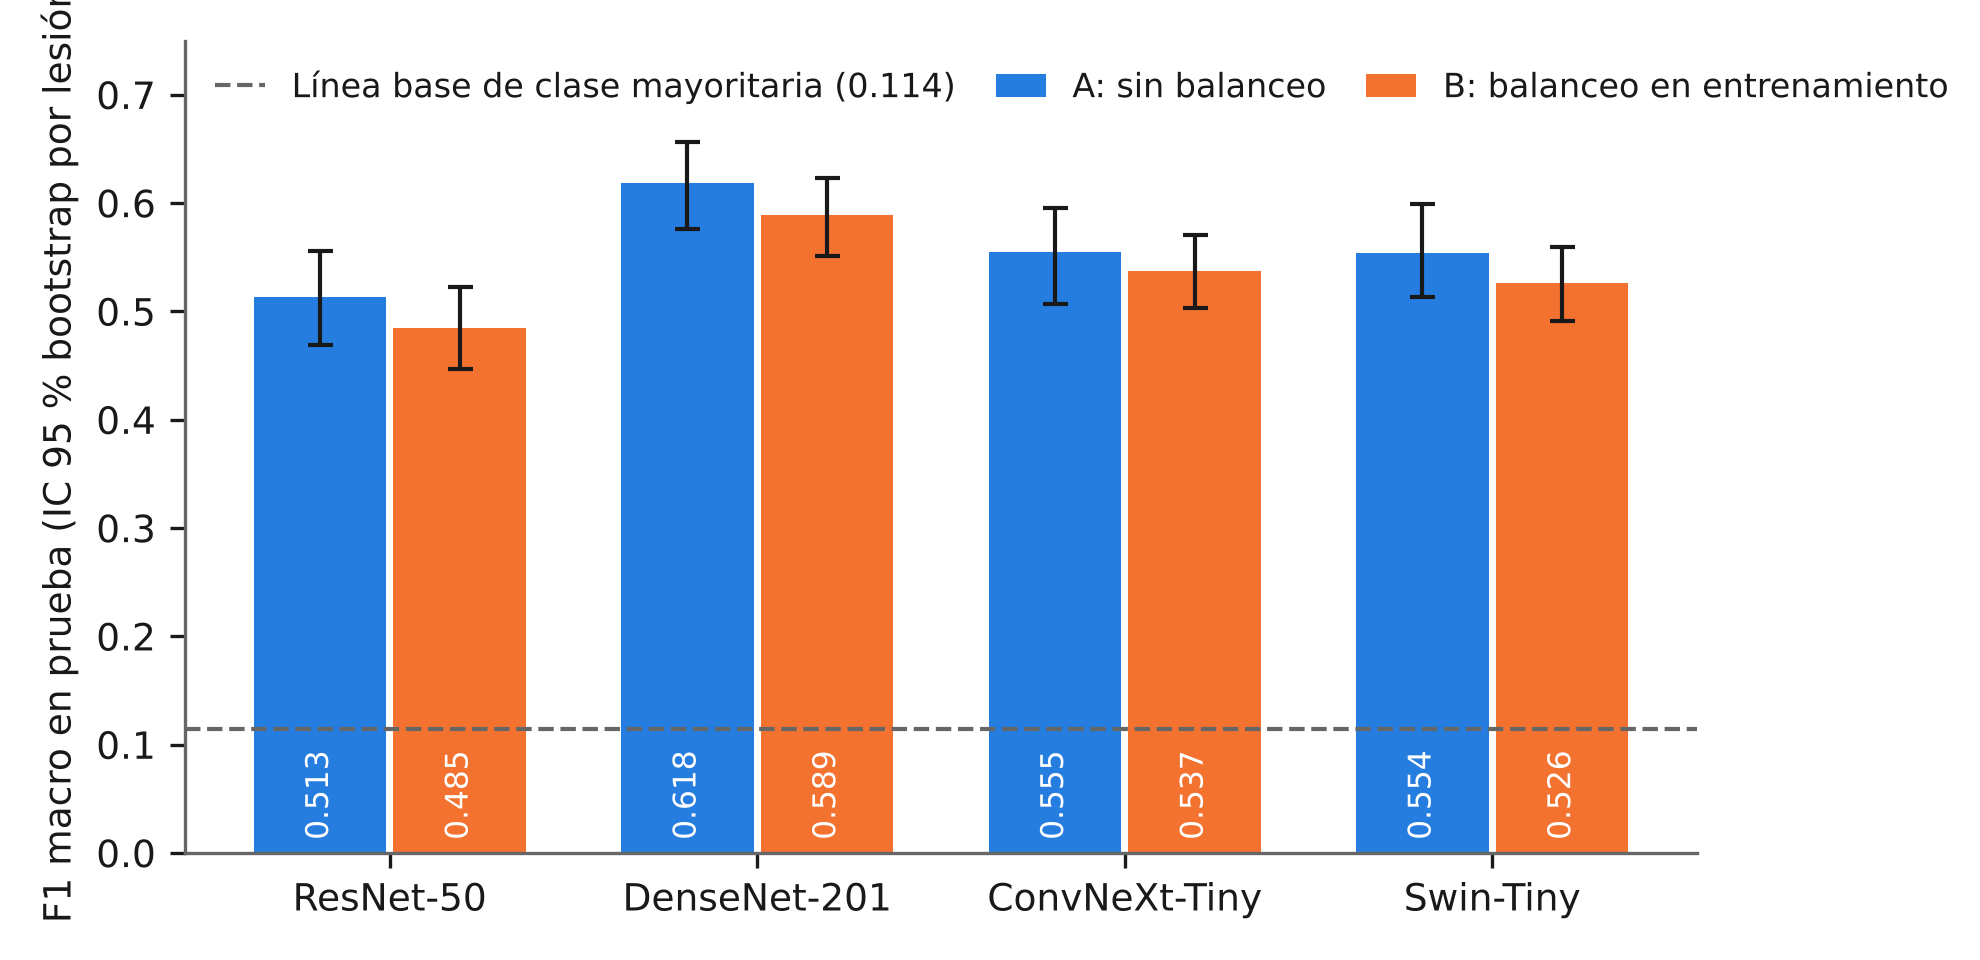 F1 macro en prueba (IC 95 % bootstrap por lesión
Línea base de clase mayoritaria (0.114)
A: sin balanceo
B: balanceo en entrenamiento
0.7
0.6
0.5
0.4
0.3
0.2
0.1
0.0
0.513
0.485
0.618
0.589
0.555
0.537
0.554
0.526
ResNet-50
DenseNet-201
ConvNeXt-Tiny
Swin-Tiny